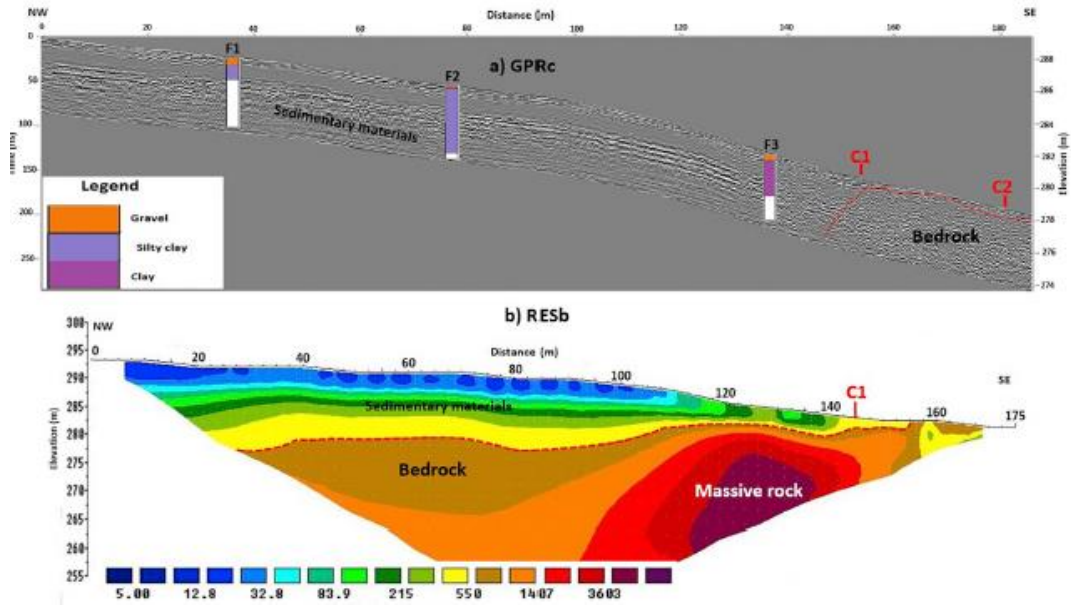 NW Distance (m) SE
0 20 40 60 80 100 120 140 160 180
a) GPRc
F1
F2
F3
C1
C2
Sedimentary materials
Bedrock
0
50
100
150
200
250
288
286
284
282
280
278
276
274
Elevation (m)
Legend
Gravel
Silty clay
Clay
b) RESb
NW
Distance (m)
SE
0 20 40 60 80 100 120 140 160 175
C1
300
295
290
285
280
275
270
265
260
255
Elevation (m)
Sedimentary materials
Bedrock
Massive rock
5.00 12.8 32.8 83.9 215 550 1407 3603